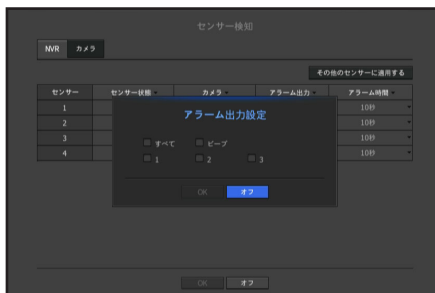 センサー検知
NVR カメラ
その他のセンサーに適用する
センサー センサー状態 カメラ アラーム出力 アラーム時間
1 10秒
2 10秒
3 10秒
4 10秒
アラーム出力設定
すべて ビープ
1 2 3
OK オフ
OK オフ